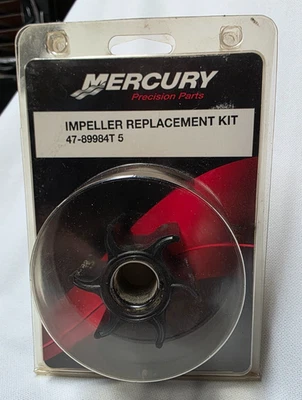 MERCURY
Precision Parts
IMPELLER REPLACEMENT KIT
47-89984T 5